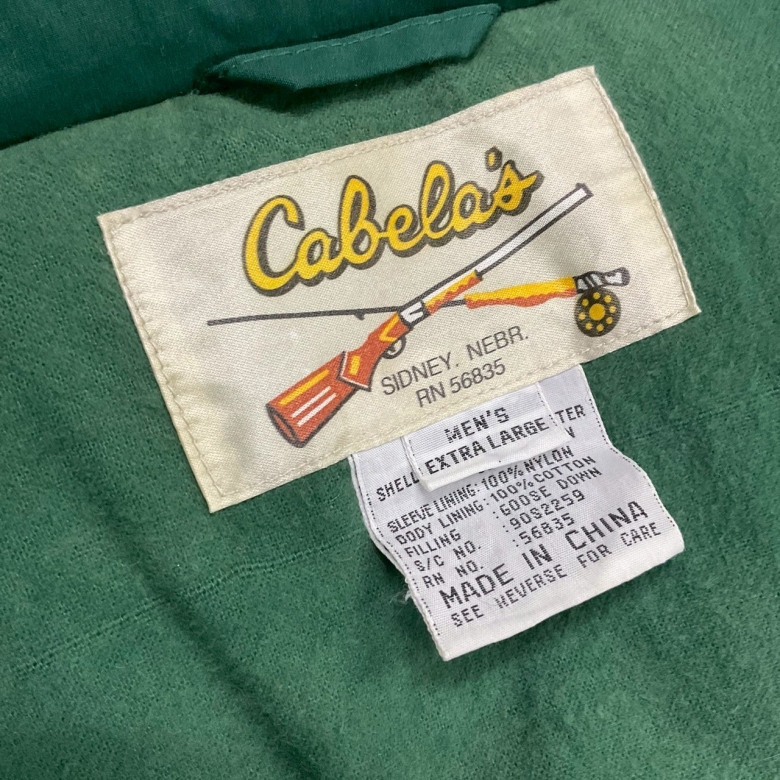 Cabela's
SIDNEY, NEBR.
RN 56835
MEN'S
EXTRA LARGE
SHELL
SLEEVE LINING: 100% NYLON
BODY LINING: 100% COTTON
FILLING : GOOSE DOWN
S/C NO. : 90S2259
RN NO. : 56835
MADE IN CHINA
SEE REVERSE FOR CARE